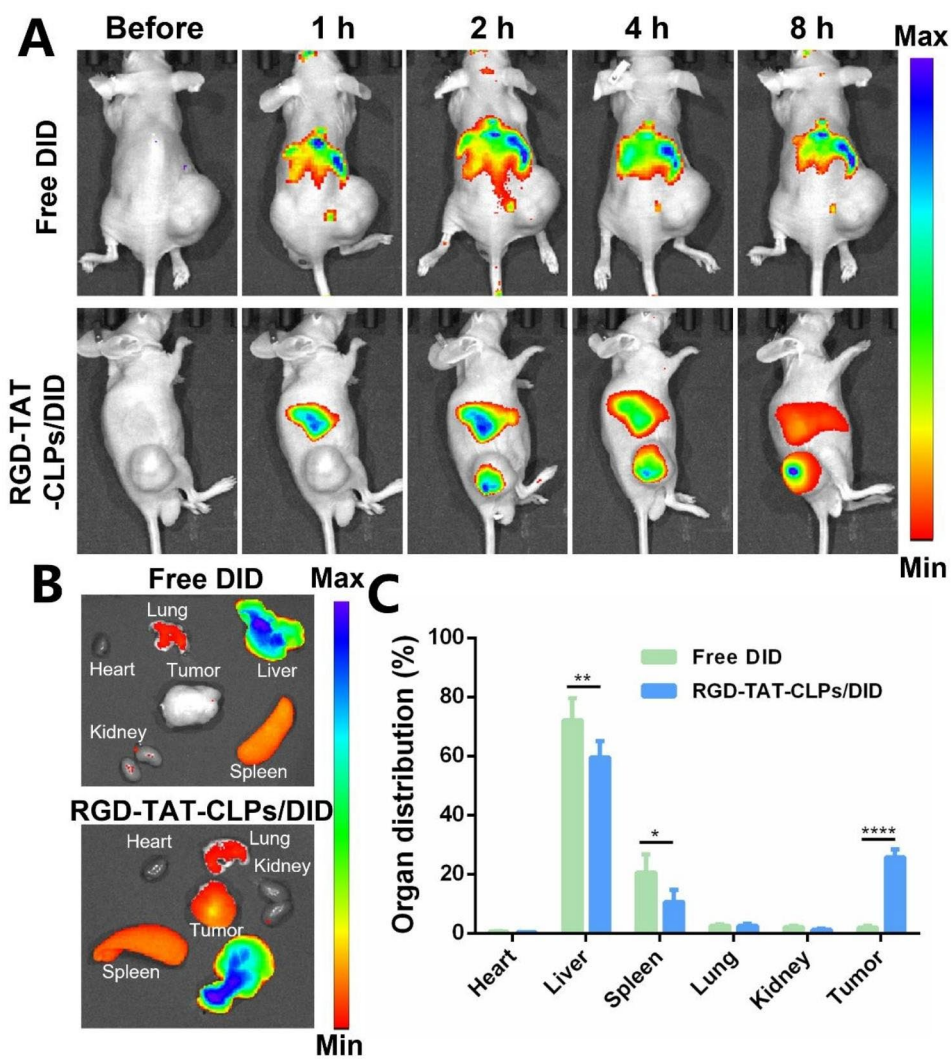 A
Before
1 h
2 h
4 h
8 h
Max
Free DID
RGD-TAT
-CLPs/DID
Min
B
Free DID
Max
Lung
Heart
Tumor
Liver
Kidney
Spleen
RGD-TAT-CLPs/DID
Heart
Lung
Kidney
Tumor
Spleen
Min
C
Organ distribution (%)
100
80
60
40
20
0
Free DID
RGD-TAT-CLPs/DID
**
*
****
Heart
Liver
Spleen
Lung
Kidney
Tumor